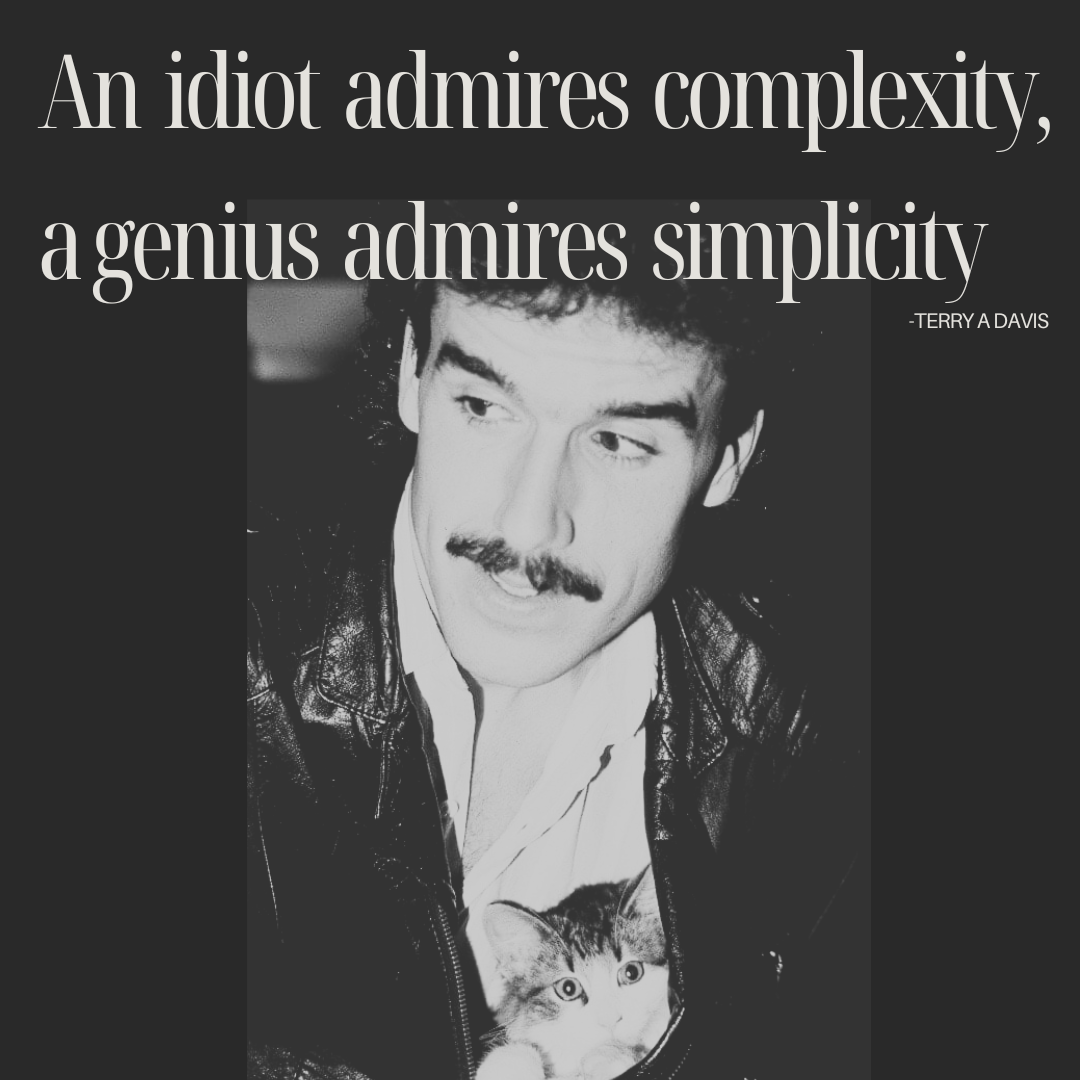 An idiot admires complexity,
a genius admires simplicity
-TERRY A DAVIS